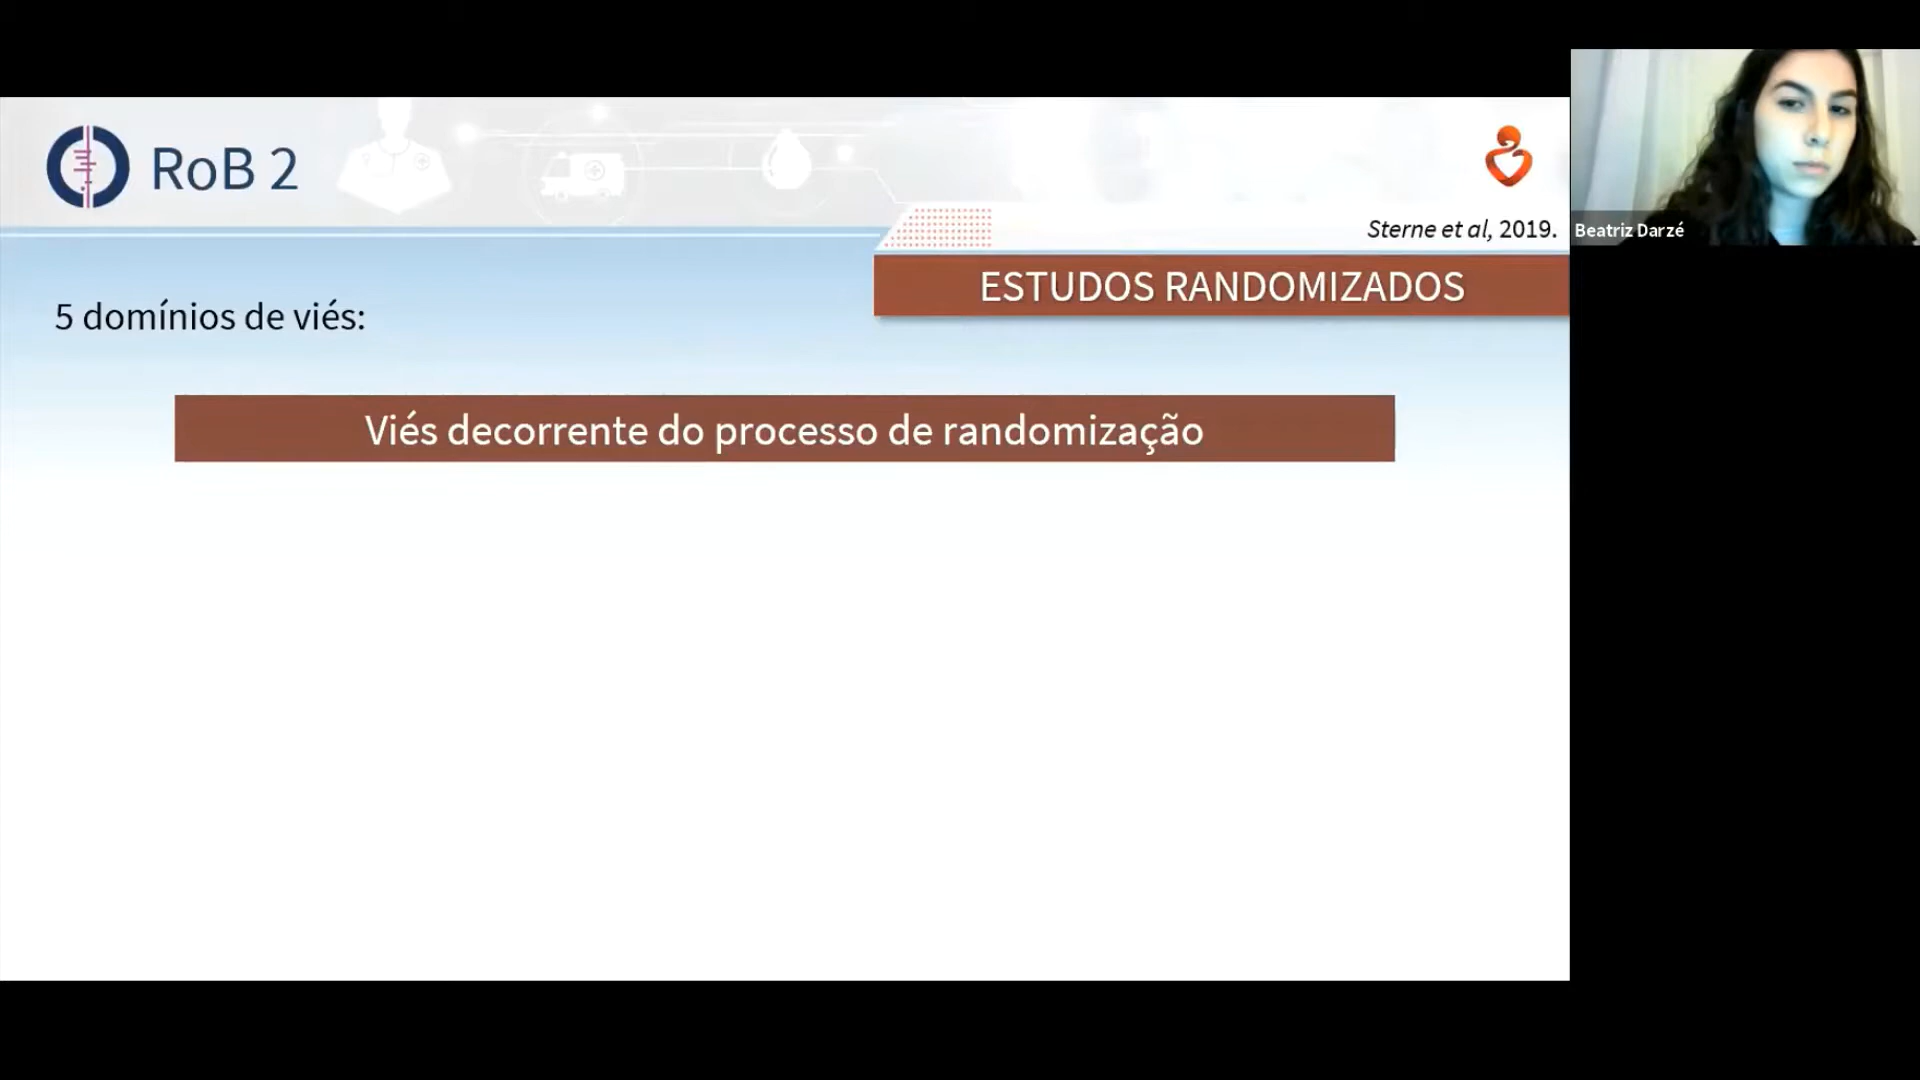 RoB 2
Sterne et al, 2019.
Beatriz Darzé
ESTUDOS RANDOMIZADOS
5 domínios de viés:
Viés decorrente do processo de randomização